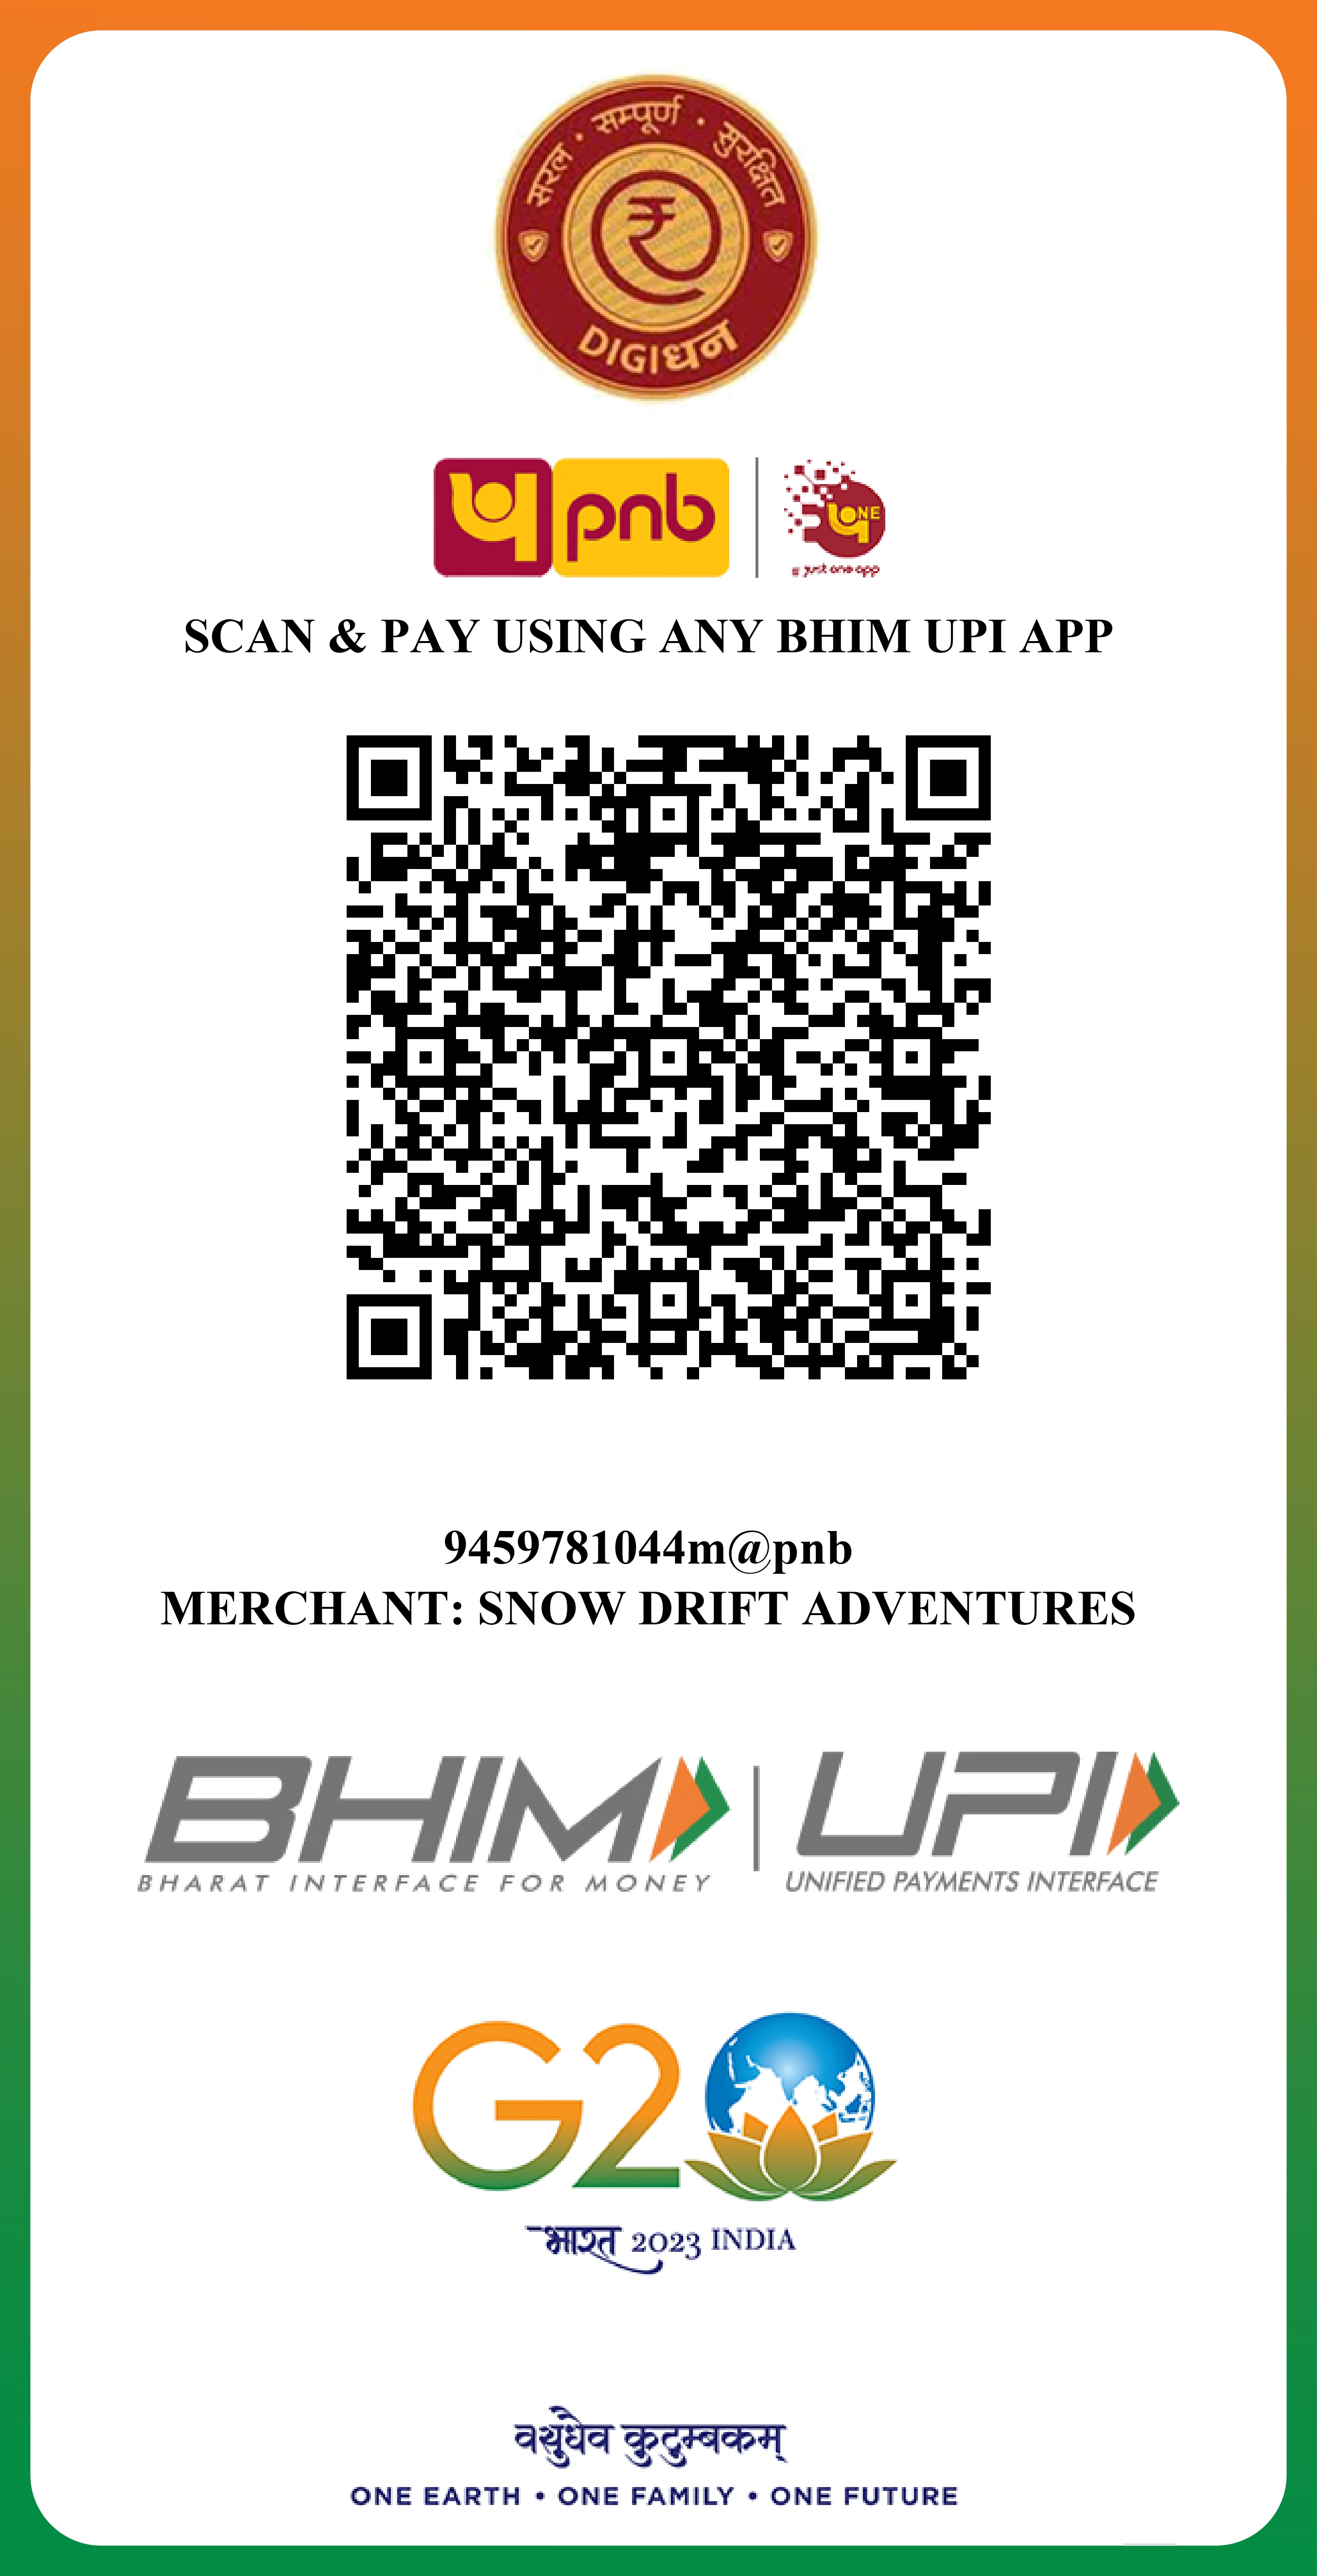 सरल • सम्पूर्ण • सुरक्षित
DIGIधन
प pnb
प ONE
# just one app
SCAN & PAY USING ANY BHIM UPI APP
9459781044m@pnb
MERCHANT: SNOW DRIFT ADVENTURES
BHIM UPI
BHARAT INTERFACE FOR MONEY UNIFIED PAYMENTS INTERFACE
G20
भारत 2023 INDIA
वसुधैव कुटुम्बकम्
ONE EARTH • ONE FAMILY • ONE FUTURE